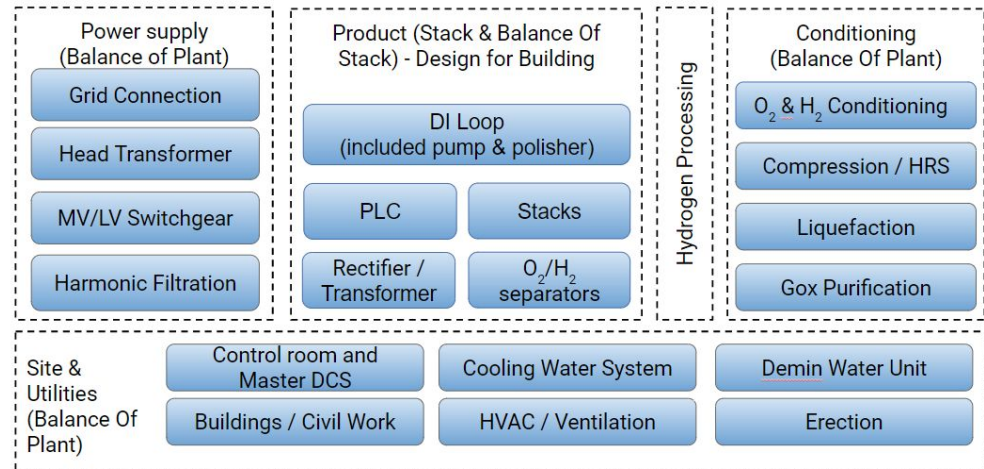 Power supply
(Balance of Plant)
Grid Connection
Head Transformer
MV/LV Switchgear
Harmonic Filtration
Product (Stack & Balance Of
Stack) - Design for Building
DI Loop
(included pump & polisher)
PLC
Stacks
Rectifier /
Transformer
O₂/H₂
separators
Hydrogen Processing
Conditioning
(Balance Of Plant)
O₂ & H₂ Conditioning
Compression / HRS
Liquefaction
Gox Purification
Site &
Utilities
(Balance Of
Plant)
Control room and
Master DCS
Cooling Water System
Demin Water Unit
Buildings / Civil Work
HVAC / Ventilation
Erection